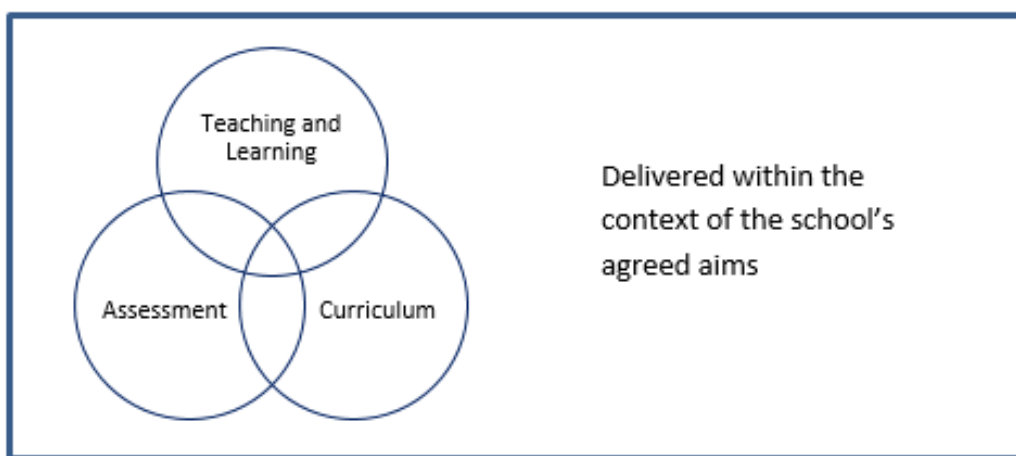 Teaching and
Learning
Delivered within the
context of the school’s
agreed aims
Assessment
Curriculum